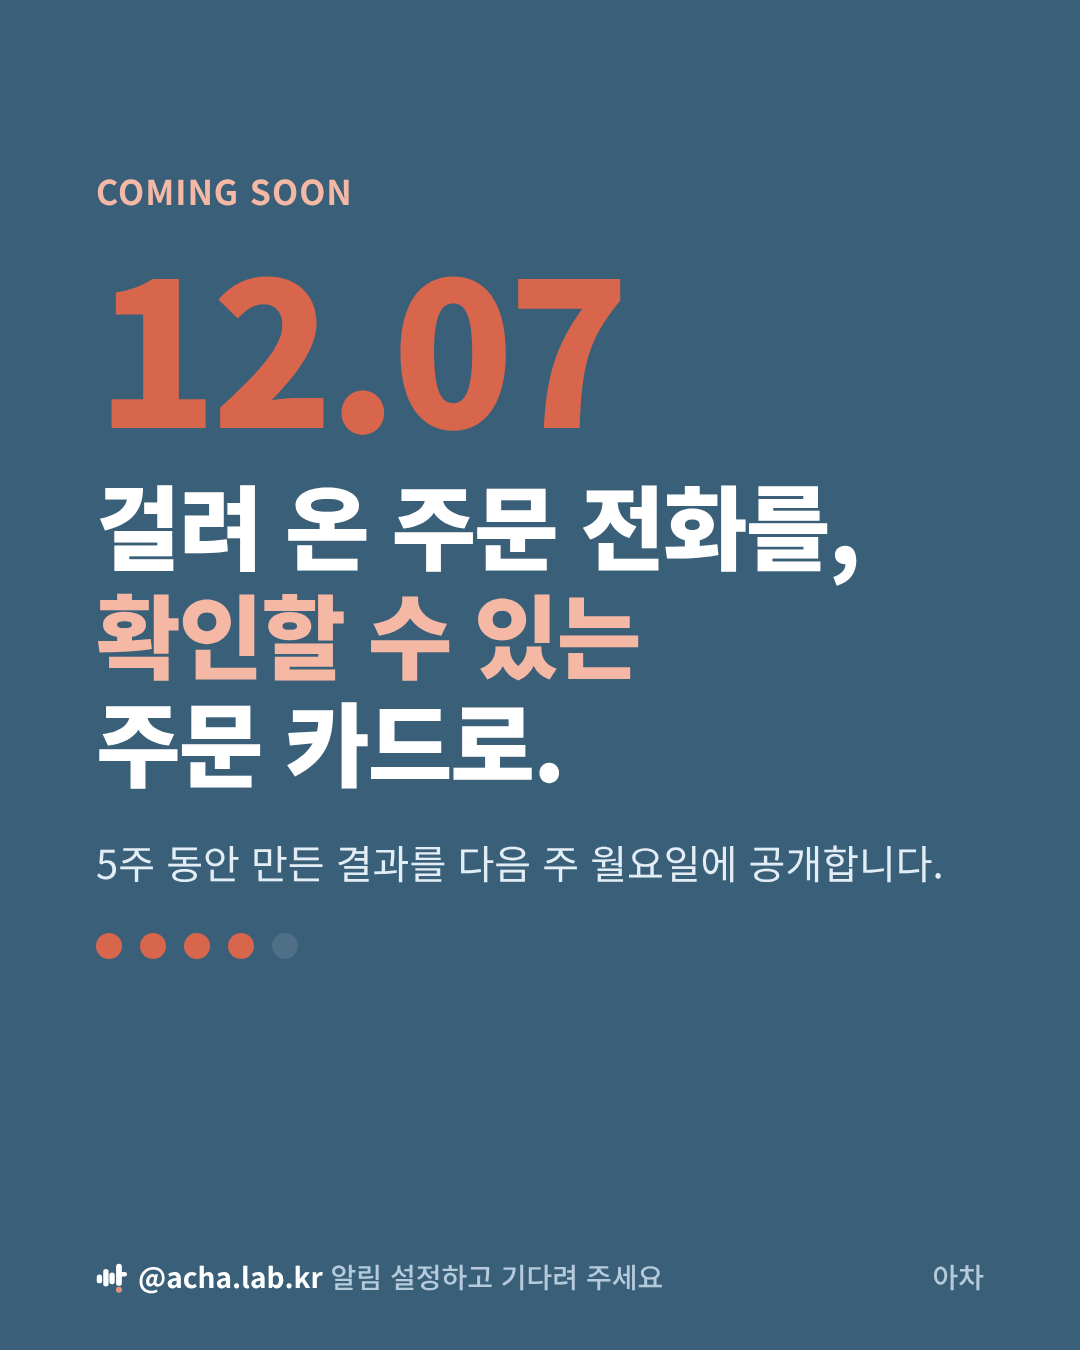 COMING SOON
12.07
걸려 온 주문 전화를,
확인할 수 있는
주문 카드로.
5주 동안 만든 결과를 다음 주 월요일에 공개합니다.
@acha.lab.kr 알림 설정하고 기다려 주세요
아차